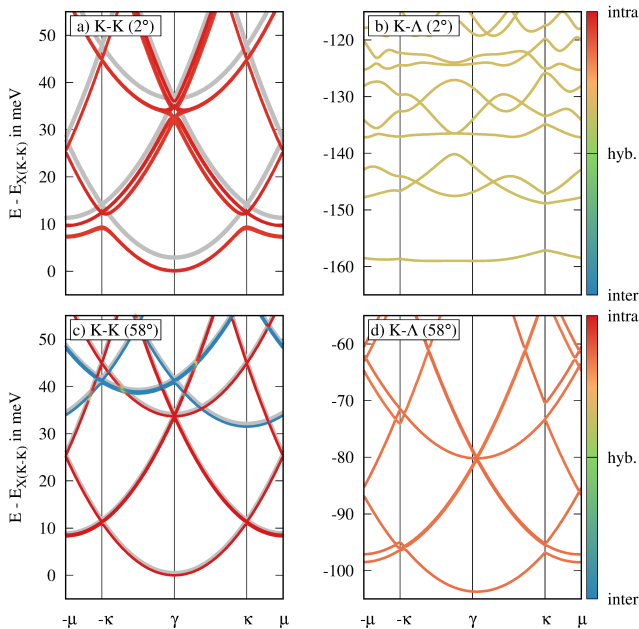 a) K-K (2°)
b) K-Λ (2°)
E - E_X(K-K) in meV
50
40
30
20
10
0
-120
-130
-140
-150
-160
intra
hyb.
inter
c) K-K (58°)
d) K-Λ (58°)
E - E_X(K-K) in meV
50
40
30
20
10
0
-60
-70
-80
-90
-100
intra
hyb.
inter
-μ -κ γ κ μ
-μ -κ γ κ μ